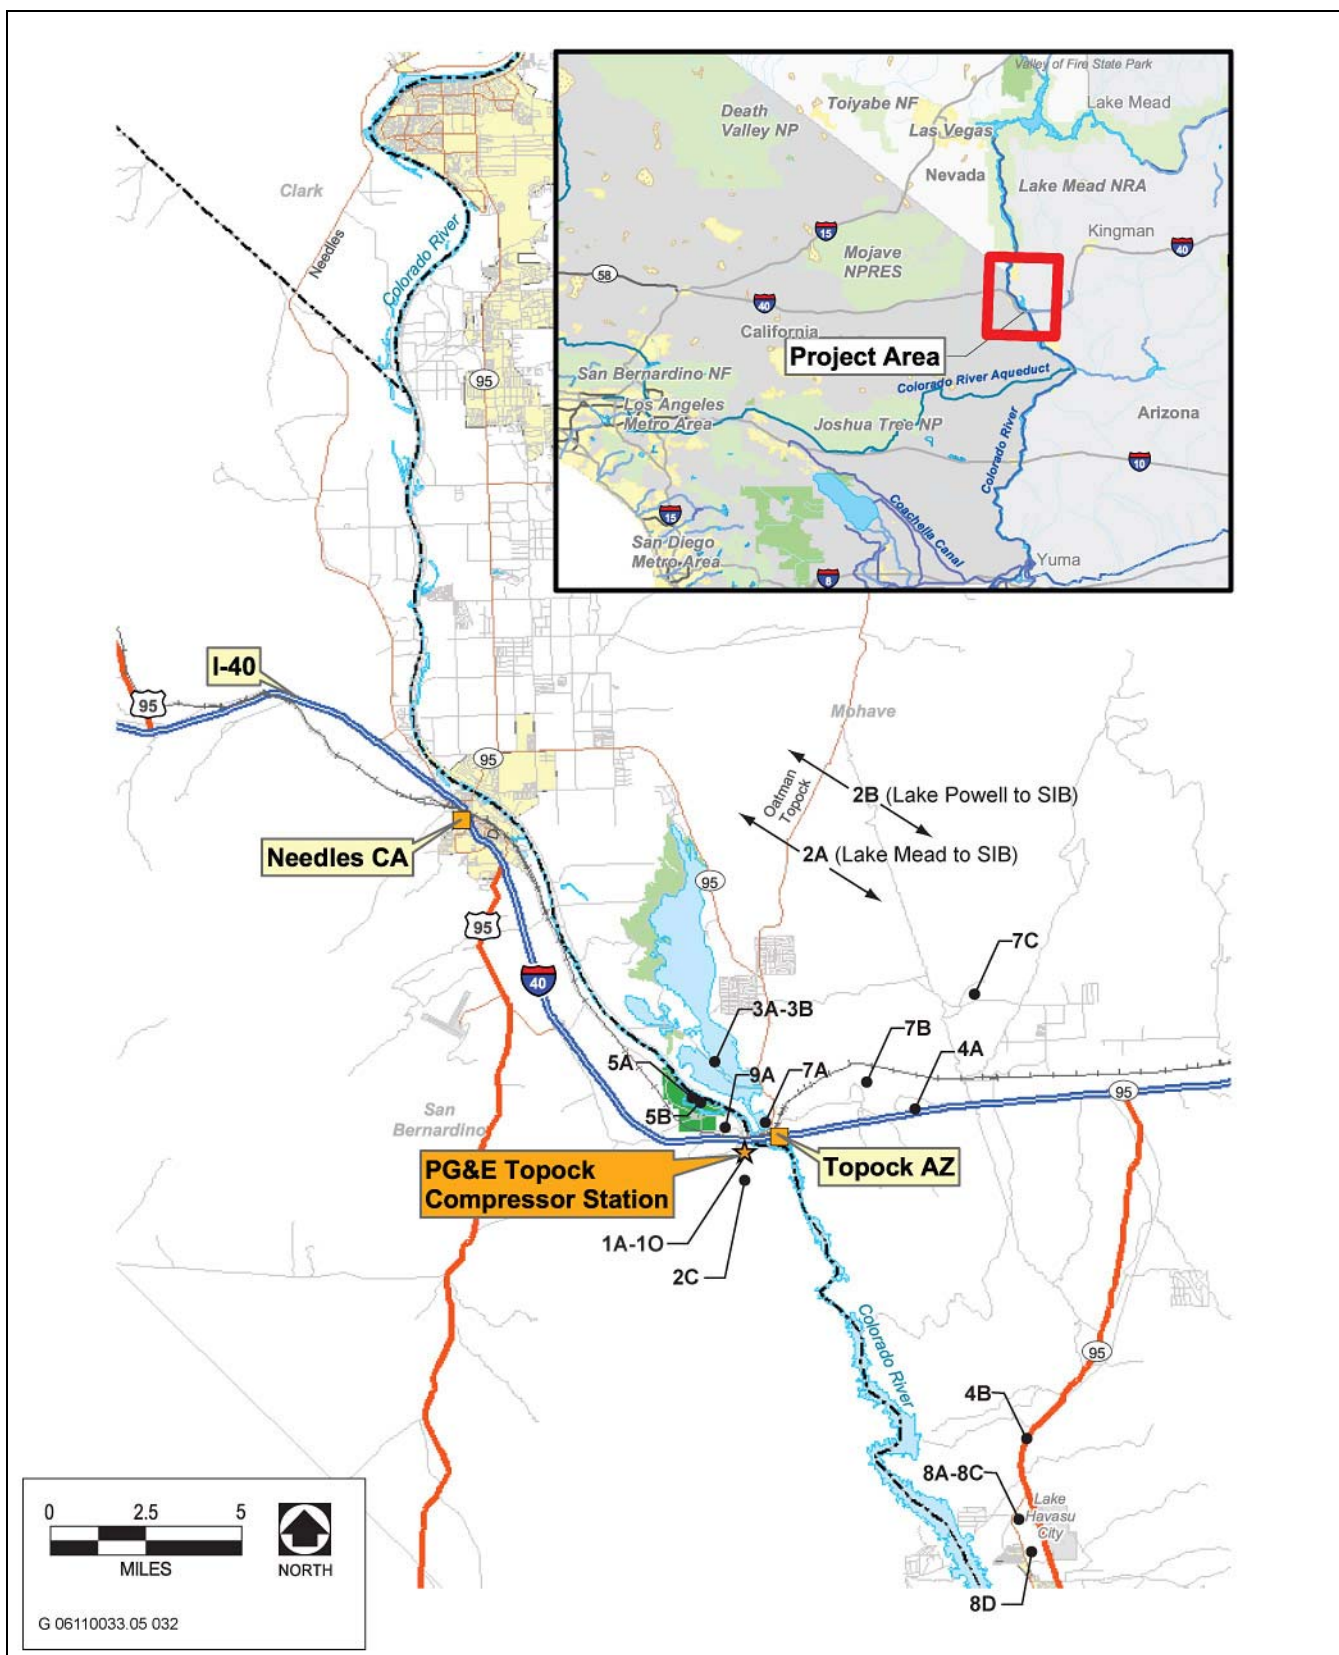 Valley of Fire State Park
Lake Mead
Toiyabe NF
Death
Valley NP
Las Vegas
Nevada
Lake Mead NRA
Kingman
15
40
Mojave
NPRES
58
40
California
Project Area
San Bernardino NF
Colorado River Aqueduct
Los Angeles
Metro Area
Joshua Tree NP
Arizona
Colorado River
10
Coachella Canal
15
San Diego
Metro Area
8
Yuma
Clark
Needles
Colorado River
95
I-40
95
Mohave
95
Oatman
Topock
2B (Lake Powell to SIB)
Needles CA
2A (Lake Mead to SIB)
95
95
40
7C
3A-3B
7B
4A
5A
9A
7A
95
5B
San
Bernardino
PG&E Topock
Compressor Station
Topock AZ
1A-1O
2C
Colorado River
95
4B
8A-8C
Lake
Havasu
City
8D
0 2.5 5
MILES
NORTH
G 06110033.05 032